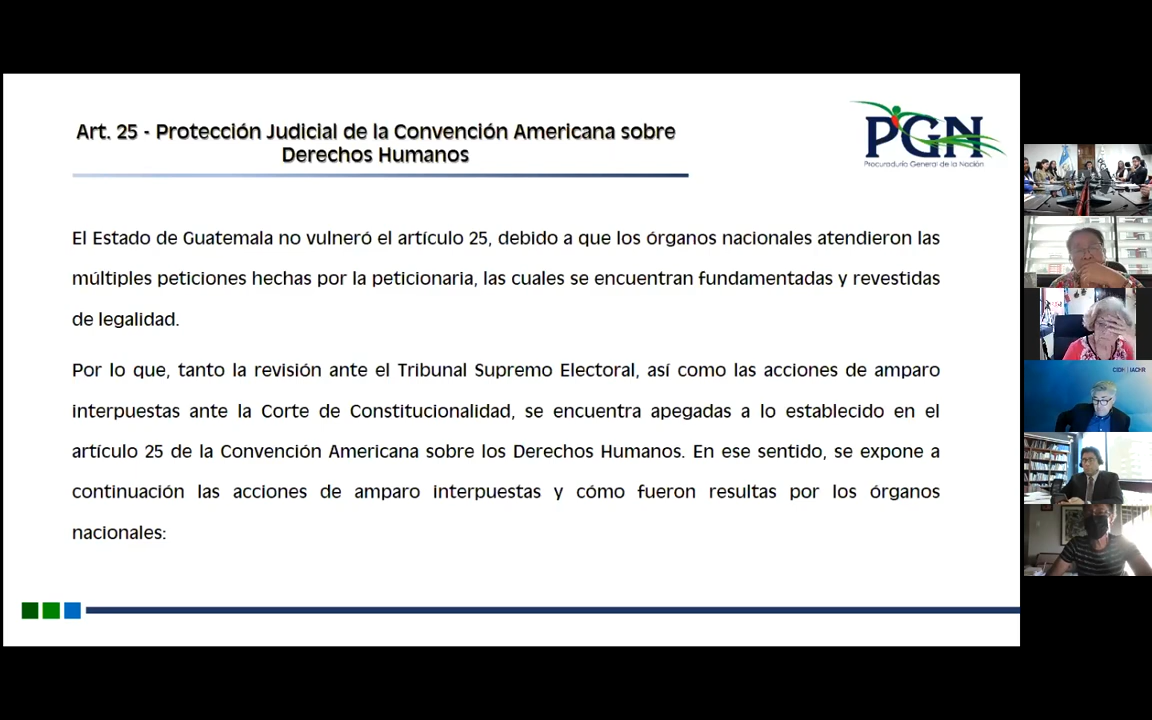 Art. 25 - Protección Judicial de la Convención Americana sobre
Derechos Humanos
PGN
Procuraduría General de la Nación
El Estado de Guatemala no vulneró el artículo 25, debido a que los órganos nacionales atendieron las
múltiples peticiones hechas por la peticionaria, las cuales se encuentran fundamentadas y revestidas
de legalidad.
Por lo que, tanto la revisión ante el Tribunal Supremo Electoral, así como las acciones de amparo
interpuestas ante la Corte de Constitucionalidad, se encuentra apegadas a lo establecido en el
artículo 25 de la Convención Americana sobre los Derechos Humanos. En ese sentido, se expone a
continuación las acciones de amparo interpuestas y cómo fueron resultas por los órganos
nacionales:
CIDH | IACHR